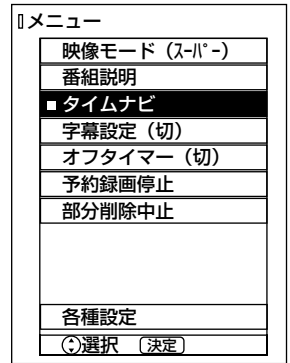 メニュー
映像モード（ｽｰﾊﾟｰ）
番組説明
■タイムナビ
字幕設定（切）
オフタイマー（切）
予約録画停止
部分削除中止
各種設定
選択 決定